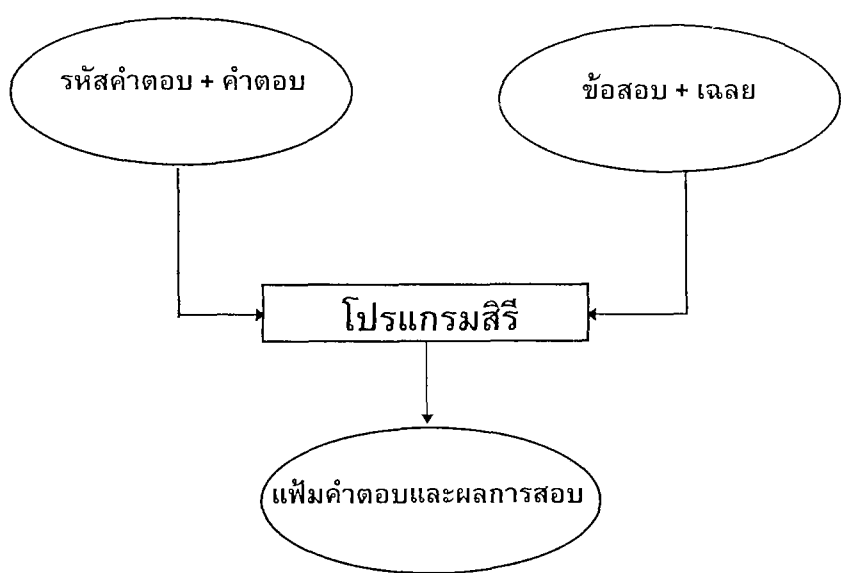 รหัสคำตอบ + คำตอบ
ข้อสอบ + เฉลย
โปรแกรมสิรี
แฟ้มคำตอบและผลการสอบ